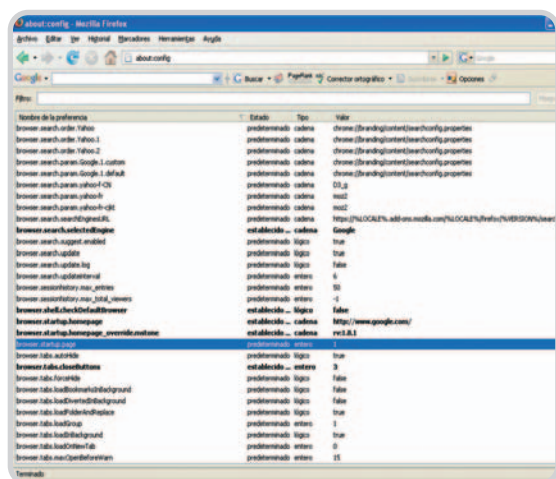 about:config - Mozilla Firefox
Archivo Editar Ver Historial Marcadores Herramientas Ayuda
about:config Google
Google Buscar PageRank Corrector ortográfico Opciones
Filtro:
Nombre de la preferencia Estado Tipo Valor
browser.search.order.Yahoo predeterminado cadena chrome://branding/content/searchconfig.properties
browser.search.order.Yahoo.1 predeterminado cadena chrome://branding/content/searchconfig.properties
browser.search.order.Yahoo.2 predeterminado cadena chrome://branding/content/searchconfig.properties
browser.search.param.Google.1.custom predeterminado cadena chrome://branding/content/searchconfig.properties
browser.search.param.Google.1.default predeterminado cadena chrome://branding/content/searchconfig.properties
browser.search.param.yahoo-f-CN predeterminado cadena D3_g
browser.search.param.yahoo-fr predeterminado cadena moz2
browser.search.param.yahoo-fr-cjkt predeterminado cadena moz2
browser.search.searchEnginesURL predeterminado cadena https://%LOCALE%.add-ons.mozilla.com/%LOCALE%/firefox/%VERSION%/search
browser.search.selectedEngine establecido ... cadena Google
browser.search.suggest.enabled predeterminado lógico true
browser.search.update predeterminado lógico true
browser.search.update.log predeterminado lógico false
browser.search.updateinterval predeterminado entero 6
browser.sessionhistory.max_entries predeterminado entero 50
browser.sessionhistory.max_total_viewers predeterminado entero -1
browser.shell.checkDefaultBrowser establecido ... lógico false
browser.startup.homepage establecido ... cadena http://www.google.com/
browser.startup.homepage_override.mstone establecido ... cadena rv:1.8.1
browser.startup.page predeterminado entero 1
browser.tabs.autoHide predeterminado lógico true
browser.tabs.closeButtons establecido ... entero 3
browser.tabs.forceHide predeterminado lógico false
browser.tabs.loadBookmarksInBackground predeterminado lógico false
browser.tabs.loadDivertedInBackground predeterminado lógico false
browser.tabs.loadFolderAndReplace predeterminado lógico true
browser.tabs.loadGroup predeterminado entero 1
browser.tabs.loadInBackground predeterminado lógico true
browser.tabs.loadOnNewTab predeterminado entero 0
browser.tabs.maxOpenBeforeWarn predeterminado entero 15
Terminado